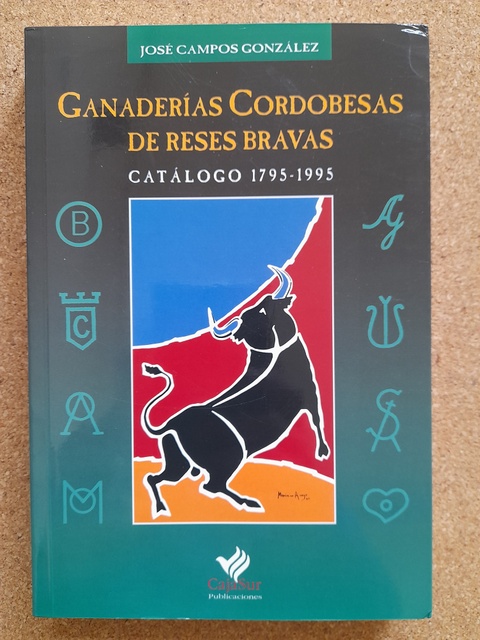 JOSÉ CAMPOS GONZÁLEZ
GANADERÍAS CORDOBESAS
DE RESES BRAVAS
CATÁLOGO 1795-1995
B
C
CajaSur
Publicaciones